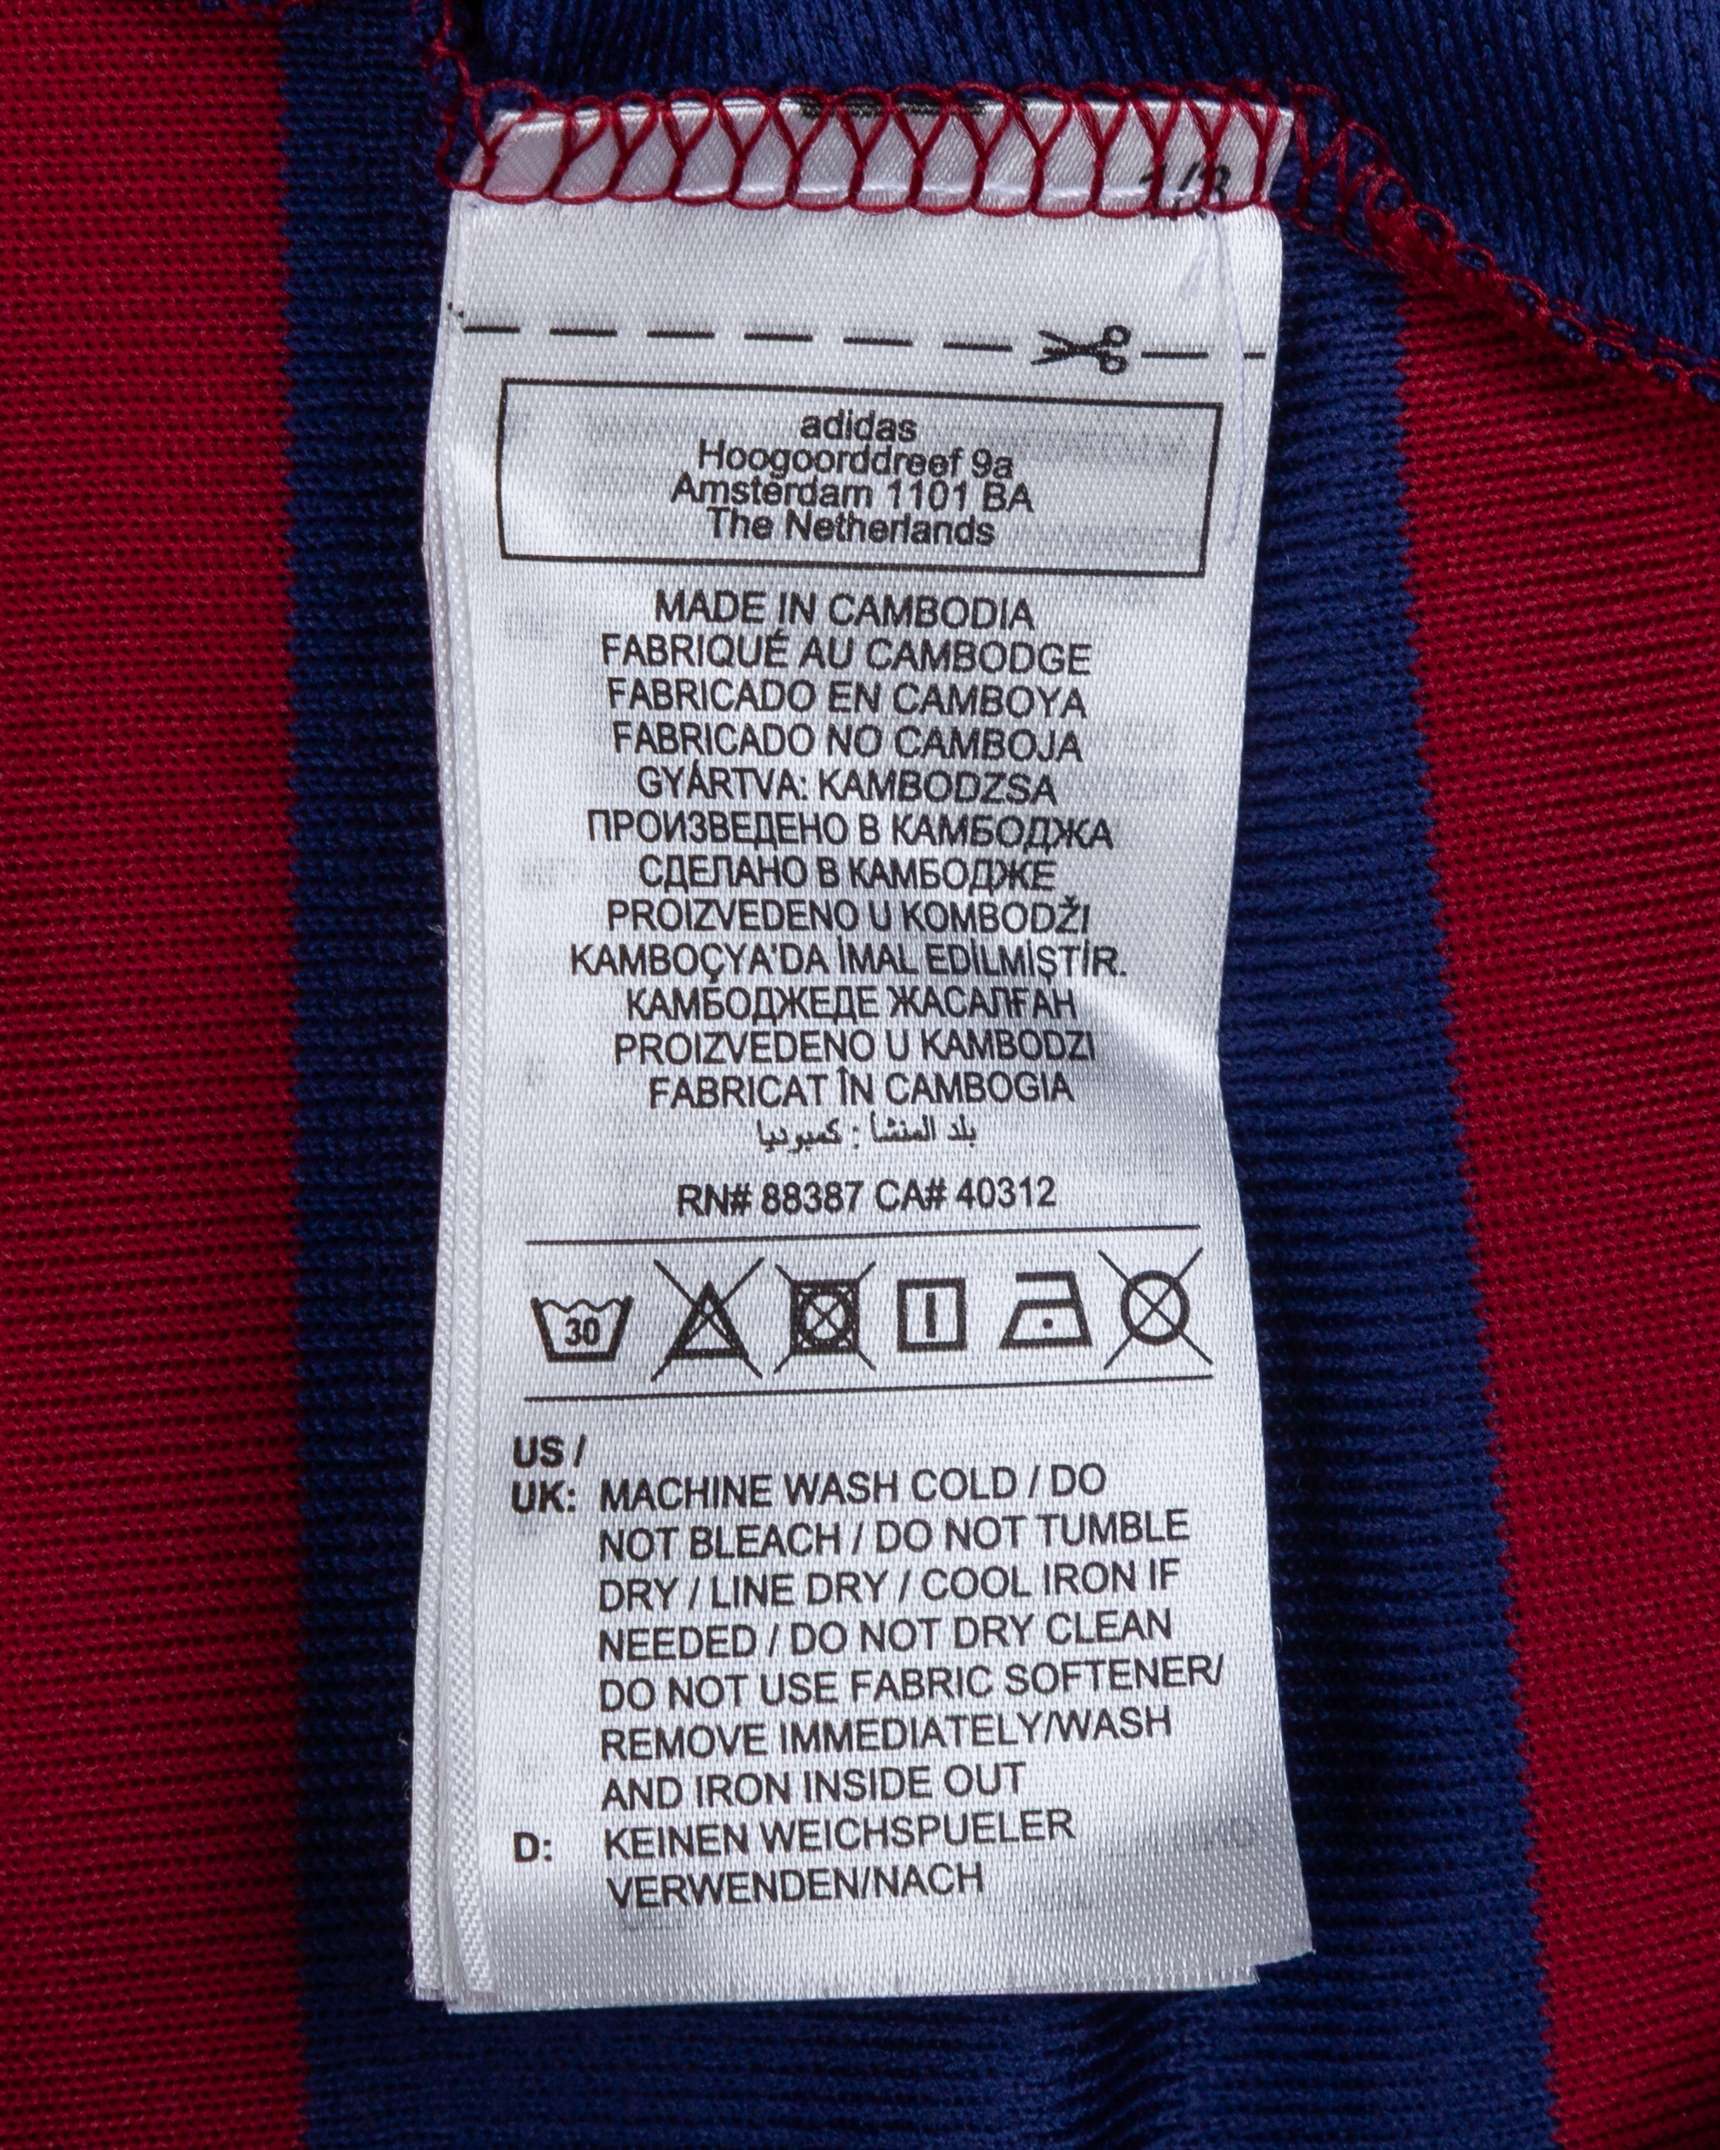 1/3
adidas
Hoogoorddreef 9a
Amsterdam 1101 BA
The Netherlands
MADE IN CAMBODIA
FABRIQUÉ AU CAMBODGE
FABRICADO EN CAMBOYA
FABRICADO NO CAMBOJA
GYÁRTVA: KAMBODZSA
ПРОИЗВЕДЕНО В КАМБОДЖА
СДЕЛАНО В КАМБОДЖЕ
PROIZVEDENO U KOMBODŽI
KAMBOÇYA'DA İMAL EDİLMİŞTİR.
КАМБОДЖЕДЕ ЖАСАЛҒАН
PROIZVEDENO U KAMBODZI
FABRICAT ÎN CAMBOGIA
بلد المنشأ : كمبوديا
RN# 88387 CA# 40312
30
US /
UK: MACHINE WASH COLD / DO
NOT BLEACH / DO NOT TUMBLE
DRY / LINE DRY / COOL IRON IF
NEEDED / DO NOT DRY CLEAN
DO NOT USE FABRIC SOFTENER/
REMOVE IMMEDIATELY/WASH
AND IRON INSIDE OUT
D: KEINEN WEICHSPUELER
VERWENDEN/NACH